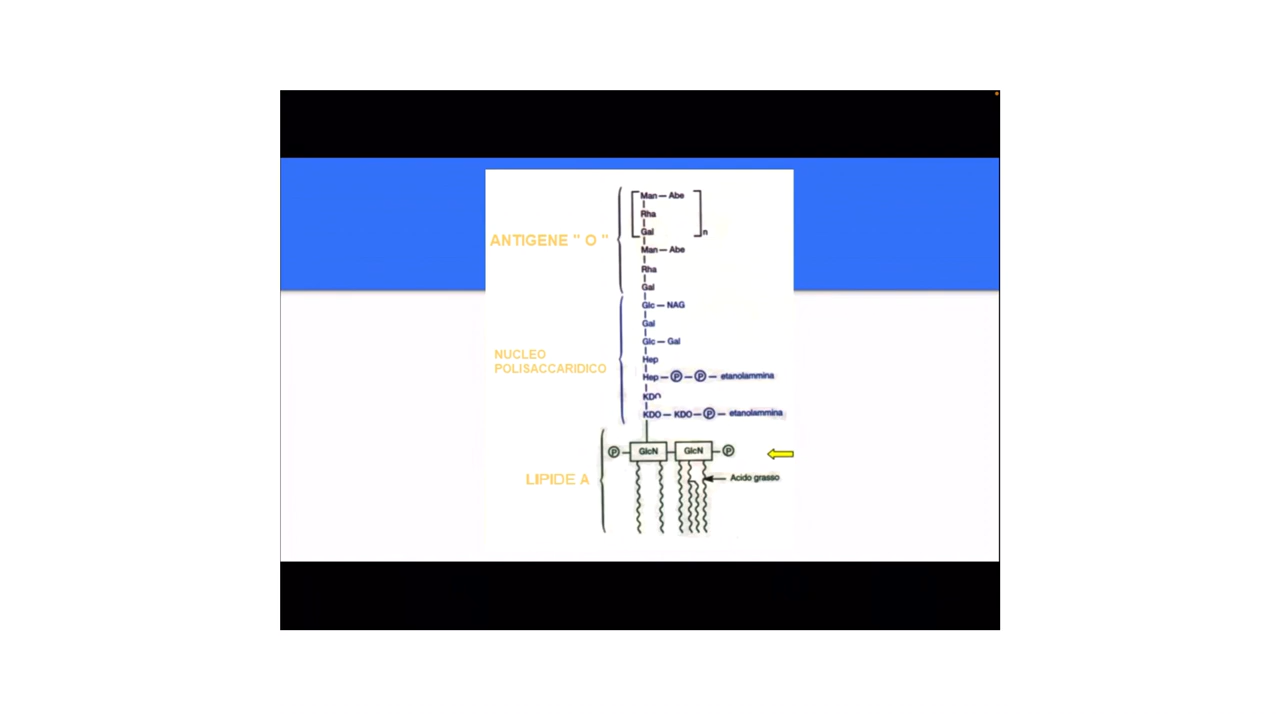 Man — Abe
Rha
Gal
n
ANTIGENE " O "
Man — Abe
Rha
Gal
Glc — NAG
Gal
Glc — Gal
NUCLEO
POLISACCARIDICO
Hep
Hep — P — P — etanolammina
KDO
KDO — KDO — P — etanolammina
P — GlcN — GlcN — P
LIPIDE A
Acido grasso